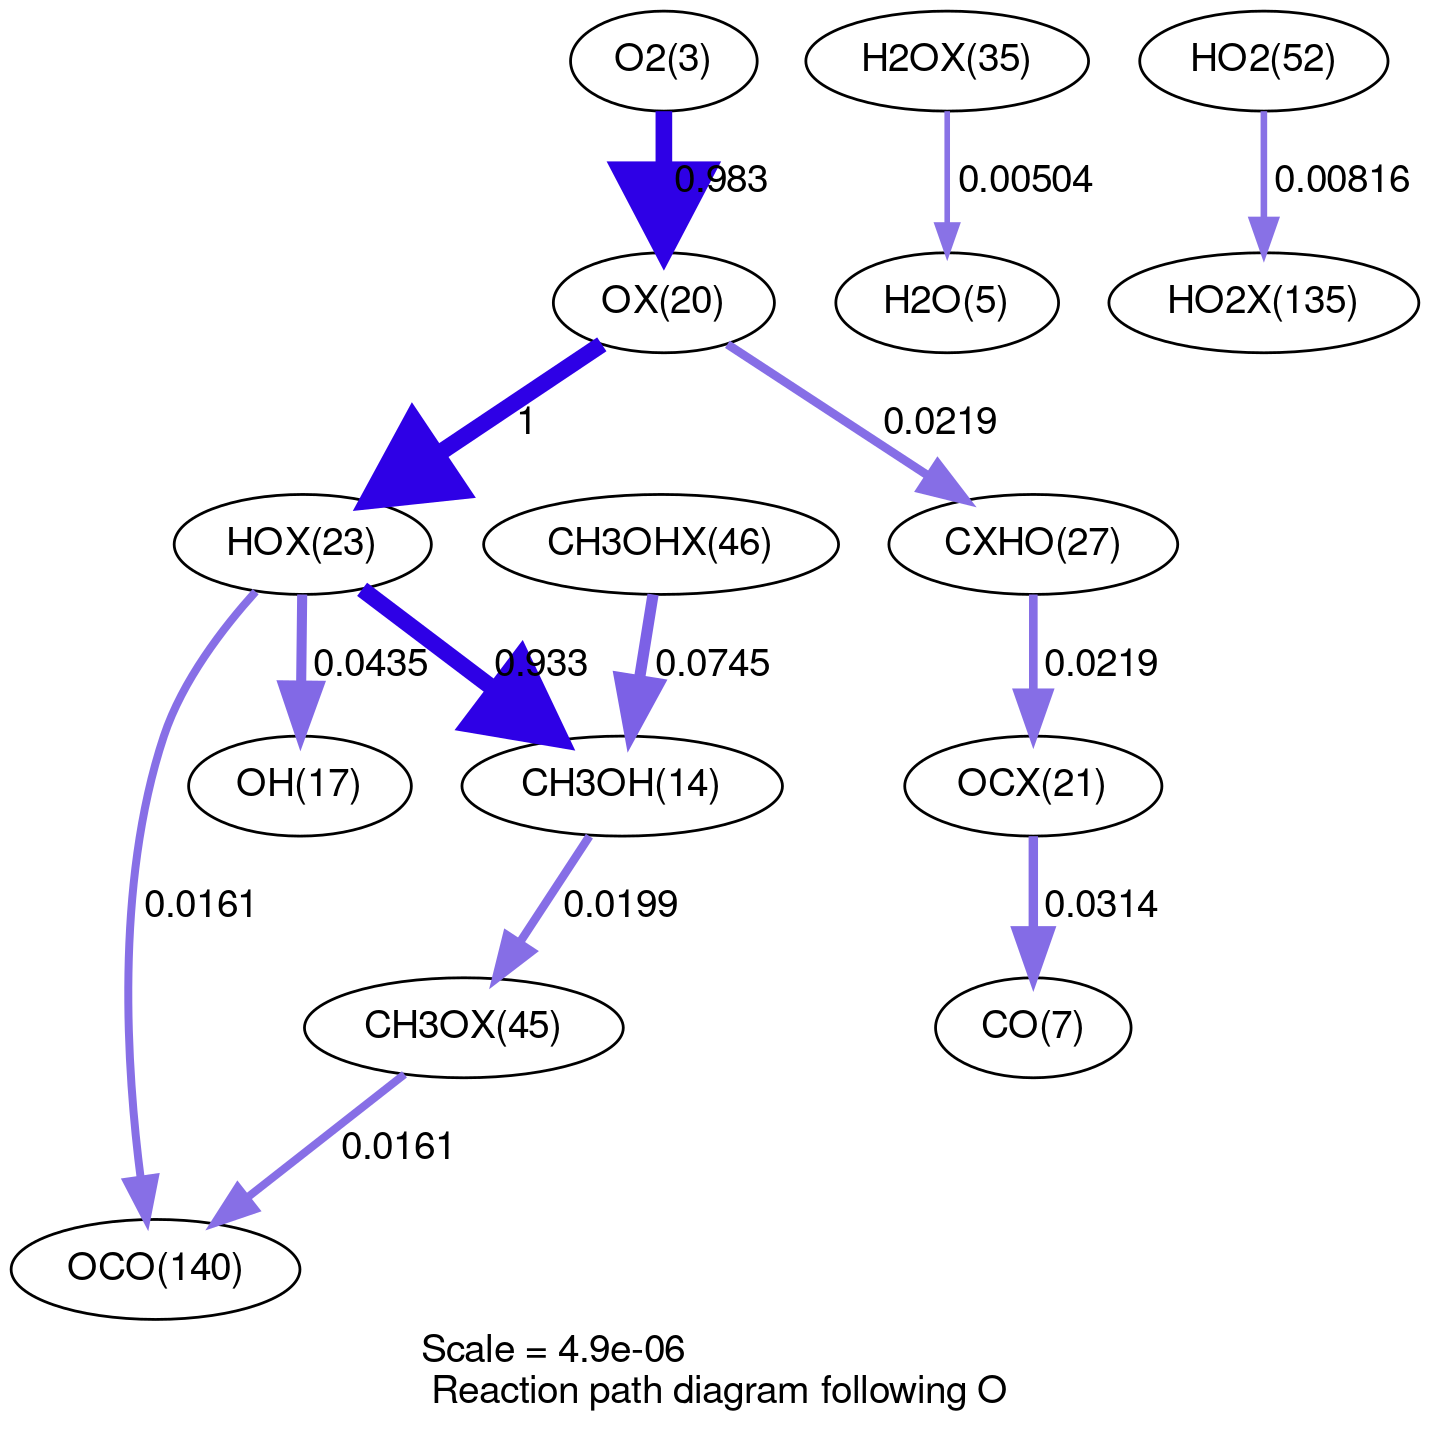 O2(3)
H2OX(35)
HO2(52)
0.983
0.00504
0.00816
OX(20)
H2O(5)
HO2X(135)
1
0.0219
HOX(23)
CH3OHX(46)
CXHO(27)
0.0435
0.933
0.0745
0.0219
OH(17)
CH3OH(14)
OCX(21)
0.0161
0.0199
0.0314
CH3OX(45)
CO(7)
0.0161
OCO(140)
Scale = 4.9e-06
Reaction path diagram following O